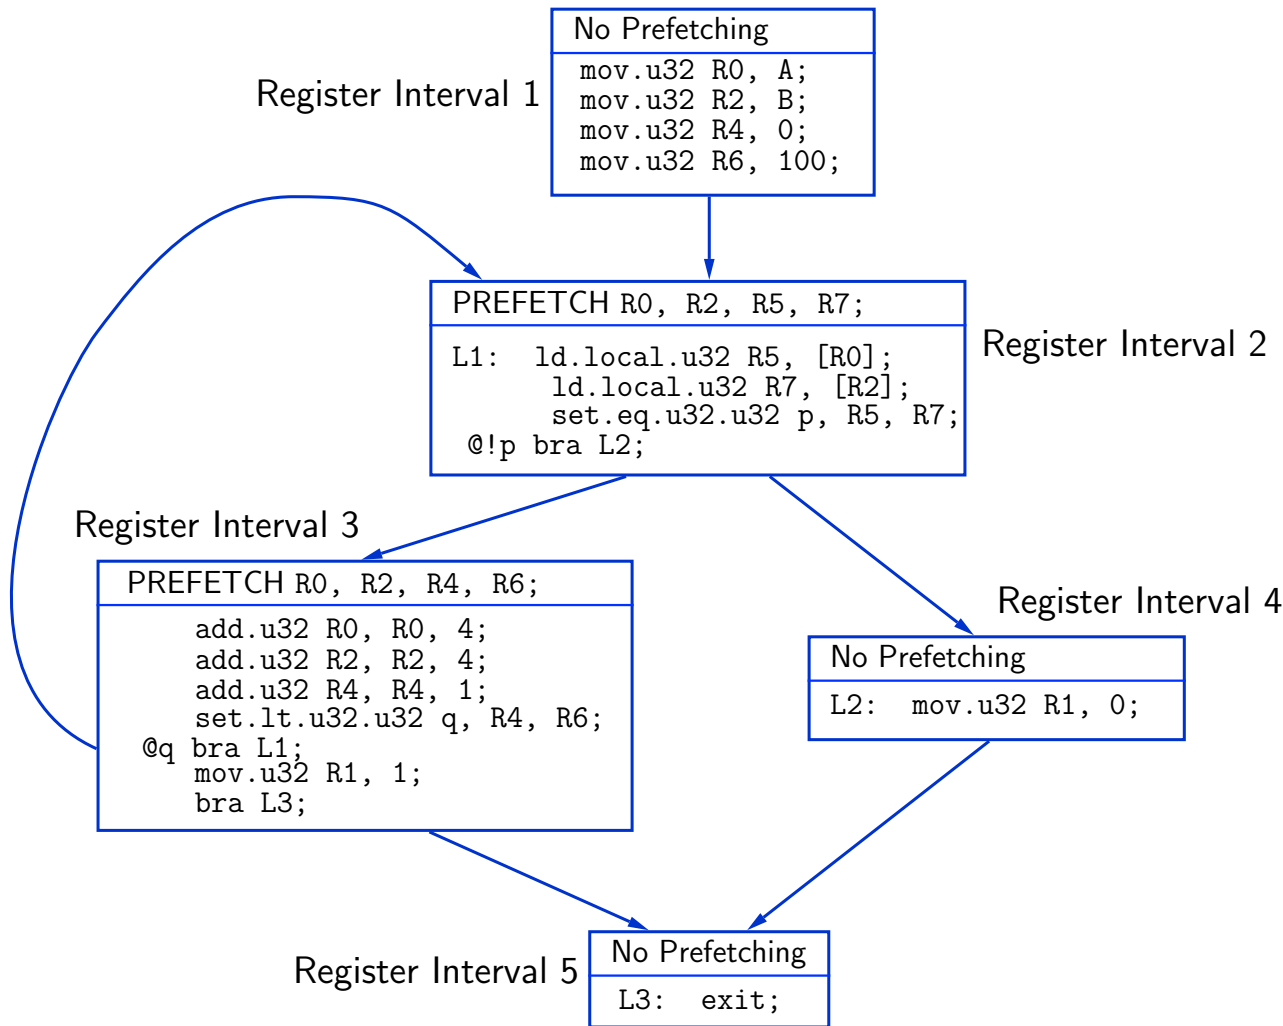 No Prefetching
Register Interval 1
mov.u32 R0, A;
mov.u32 R2, B;
mov.u32 R4, 0;
mov.u32 R6, 100;
PREFETCH R0, R2, R5, R7;
Register Interval 2
L1: ld.local.u32 R5, [R0];
ld.local.u32 R7, [R2];
set.eq.u32.u32 p, R5, R7;
@!p bra L2;
Register Interval 3
PREFETCH R0, R2, R4, R6;
add.u32 R0, R0, 4;
add.u32 R2, R2, 4;
add.u32 R4, R4, 1;
set.lt.u32.u32 q, R4, R6;
@q bra L1;
mov.u32 R1, 1;
bra L3;
Register Interval 4
No Prefetching
L2: mov.u32 R1, 0;
Register Interval 5
No Prefetching
L3: exit;